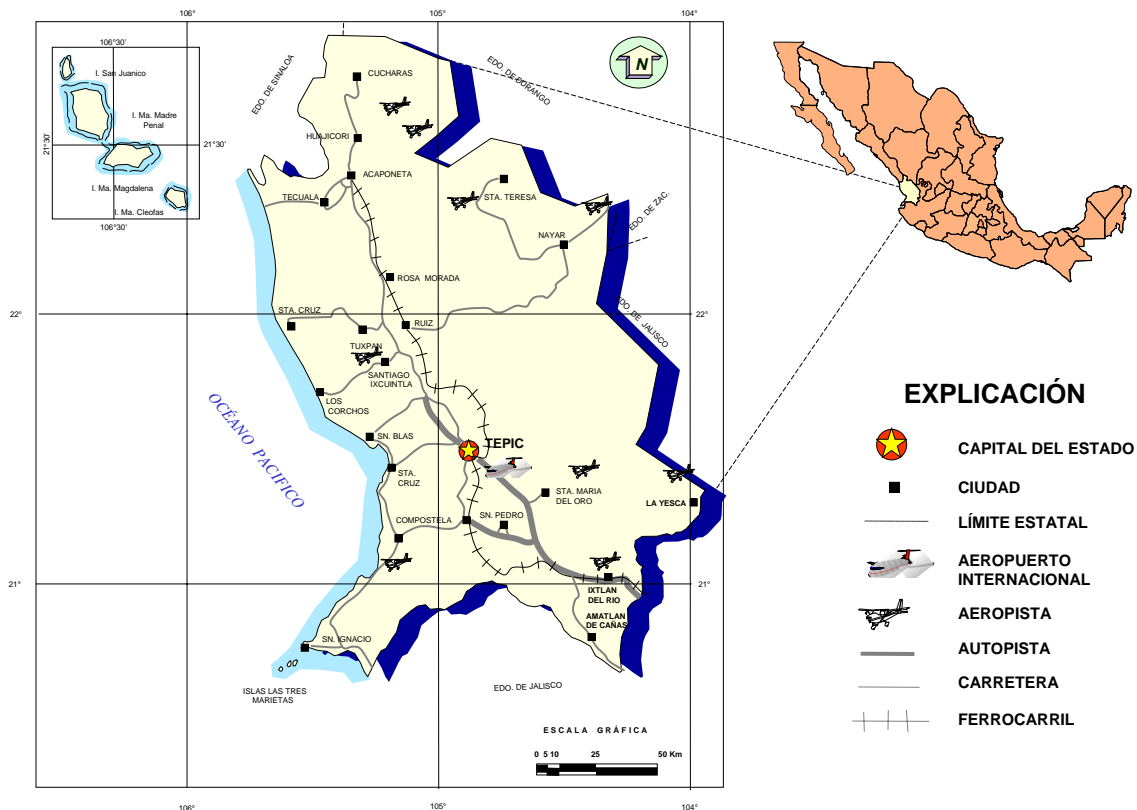 106°
105°
104°
106°30'
I. San Juanico
I. Ma. Madre
Penal
21°30'
21°30'
I. Ma. Magdalena
I. Ma. Cleofas
106°30'
EDO. DE SINALOA
EDO. DE DURANGO
N
CUCHARAS
HUAJICORI
ACAPONETA
TECUALA
STA. TERESA
EDO. DE ZAC.
NAYAR
ROSA MORADA
22°
22°
STA. CRUZ
RUIZ
EDO. DE JALISCO
TUXPAN
SANTIAGO
IXCUINTLA
LOS
CORCHOS
OCÉANO PACIFICO
SN. BLAS
TEPIC
STA.
CRUZ
STA. MARIA
DEL ORO
LA YESCA
COMPOSTELA
SN. PEDRO
21°
21°
IXTLAN
DEL RIO
AMATLAN
DE CAÑAS
SN. IGNACIO
ISLAS LAS TRES
MARIETAS
EDO. DE JALISCO
ESCALA GRÁFICA
0 5 10 25 50 Km
106°
105°
104°
EXPLICACIÓN
CAPITAL DEL ESTADO
CIUDAD
LÍMITE ESTATAL
AEROPUERTO
INTERNACIONAL
AEROPISTA
AUTOPISTA
CARRETERA
FERROCARRIL